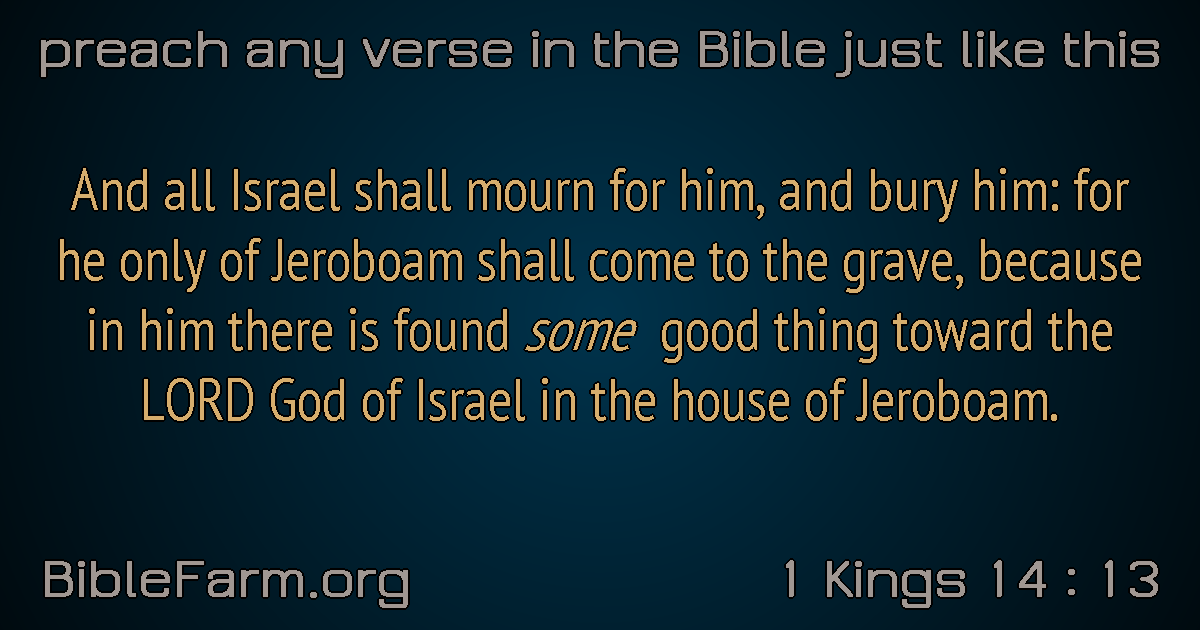 preach any verse in the Bible just like this
And all Israel shall mourn for him, and bury him: for
he only of Jeroboam shall come to the grave, because
in him there is found some good thing toward the
LORD God of Israel in the house of Jeroboam.
BibleFarm.org
1 Kings 14 : 13